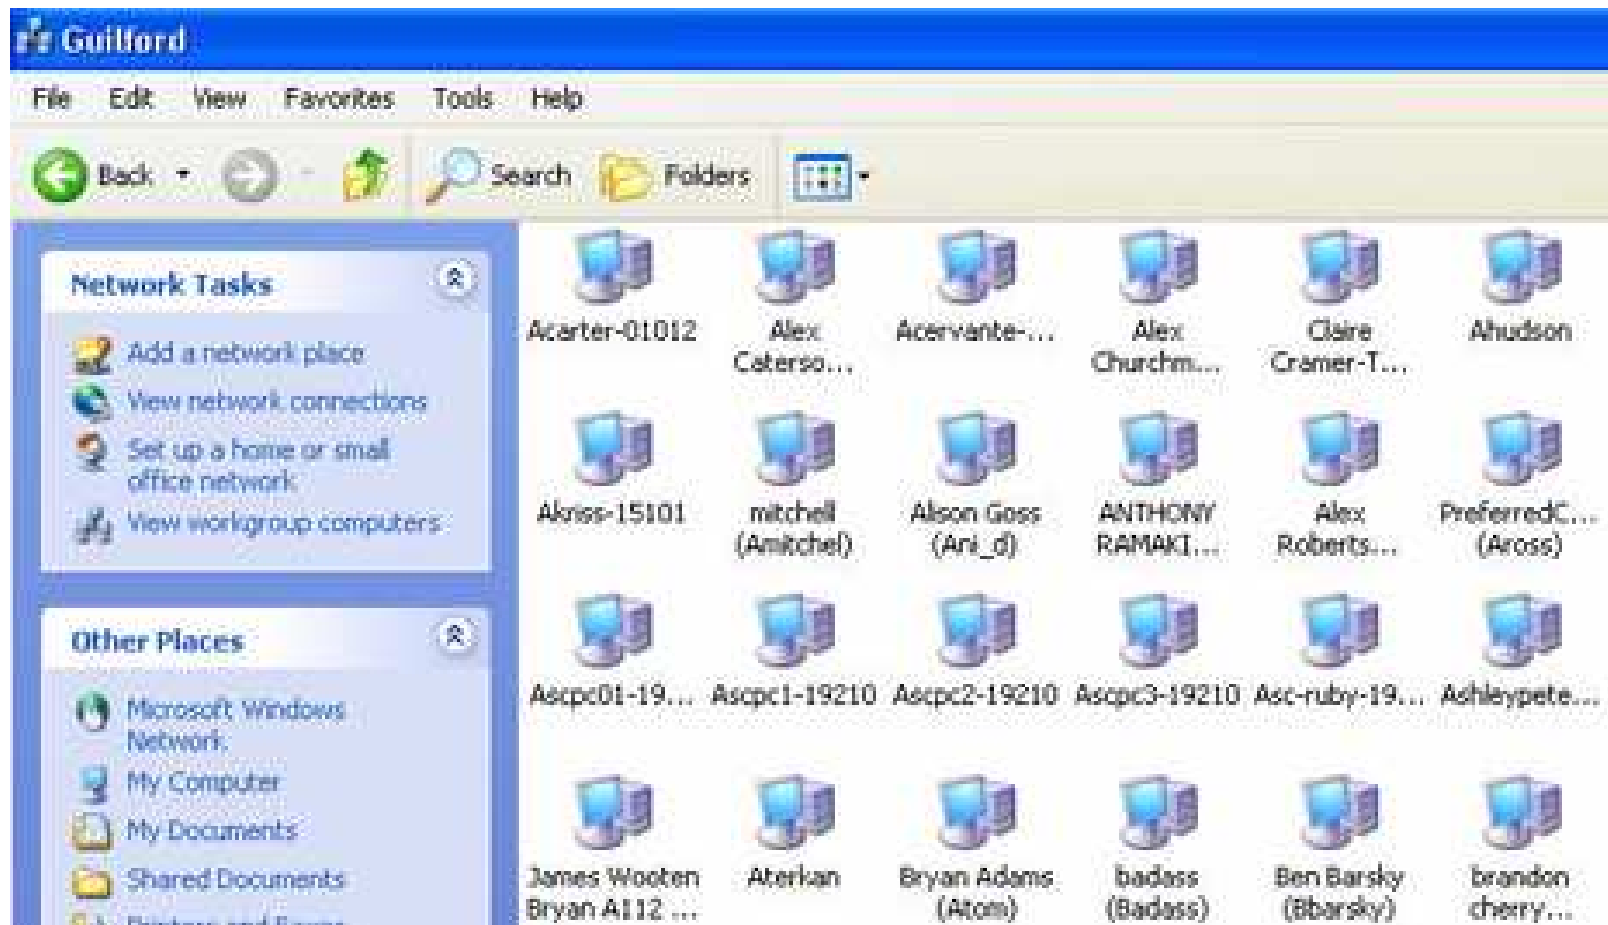 Guilford
File Edit View Favorites Tools Help
Back Search Folders
Network Tasks
Add a network place
View network connections
Set up a home or small
office network
View workgroup computers
Other Places
Microsoft Windows
Network
My Computer
My Documents
Shared Documents
Printers and Faxes
Acarter-01012
Alex
Caterso...
Acervante-...
Alex
Churchm...
Claire
Cramer-T...
Ahudson
Akriss-15101
mitchell
(Amitchel)
Alison Goss
(Ani_d)
ANTHONY
RAMAKI...
Alex
Roberts...
PreferredC...
(Aross)
Ascpc01-19...
Ascpc1-19210
Ascpc2-19210
Ascpc3-19210
Asc-ruby-19...
Ashleypete...
James Wooten
Bryan A112 ...
Aterkan
Bryan Adams
(Atom)
badass
(Badass)
Ben Barsky
(Bbarsky)
brandon
cherry...